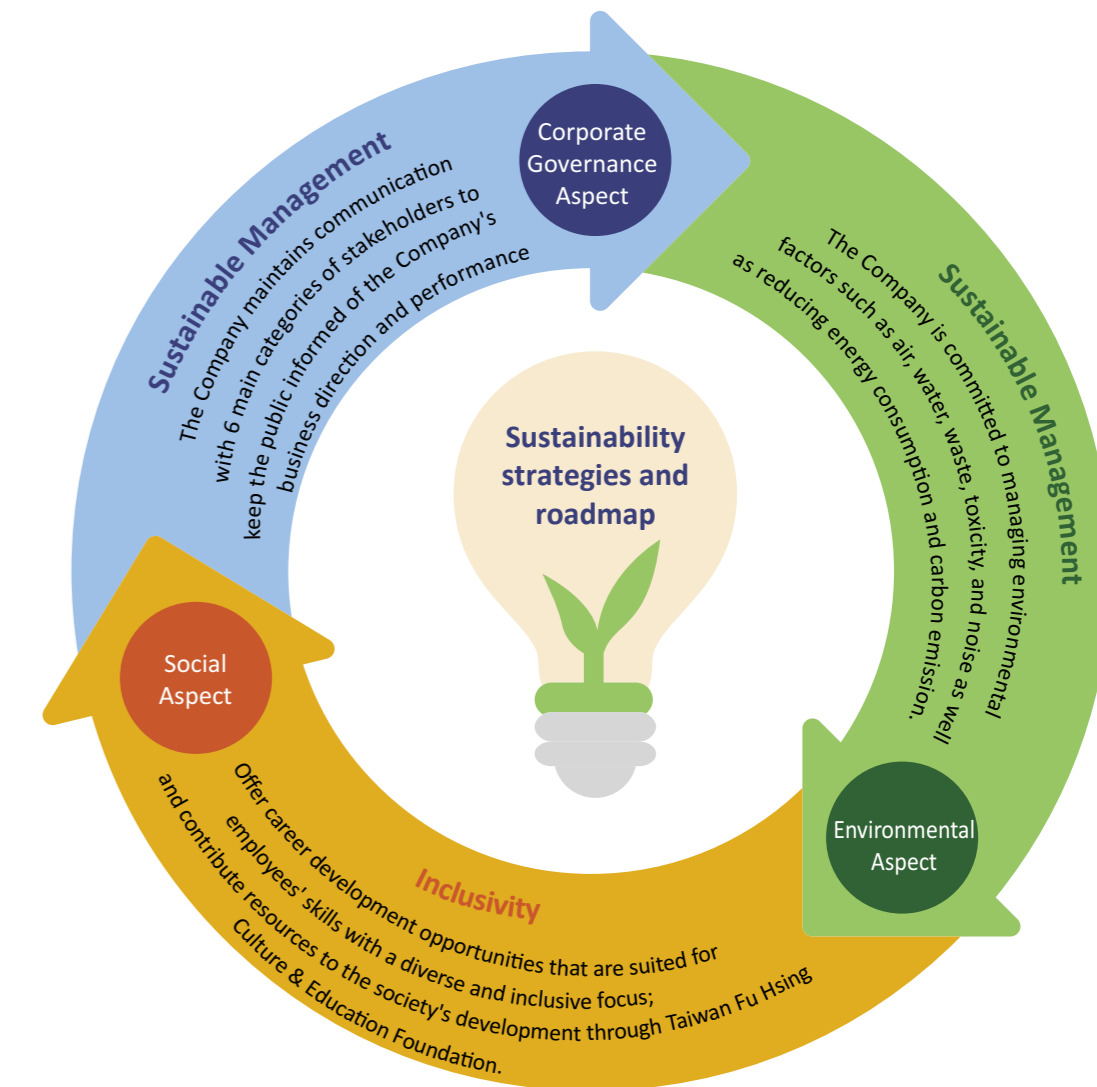 Corporate
Governance
Aspect
Sustainable Management
The Company maintains communication
with 6 main categories of stakeholders to
keep the public informed of the Company's
business direction and performance
Sustainable Management
The Company is committed to managing environmental
factors such as air, water, waste, toxicity, and noise as well
as reducing energy consumption and carbon emission.
Sustainability
strategies and
roadmap
Social
Aspect
Environmental
Aspect
Inclusivity
Offer career development opportunities that are suited for
employees' skills with a diverse and inclusive focus;
and contribute resources to the society's development through Taiwan Fu Hsing
Culture & Education Foundation.